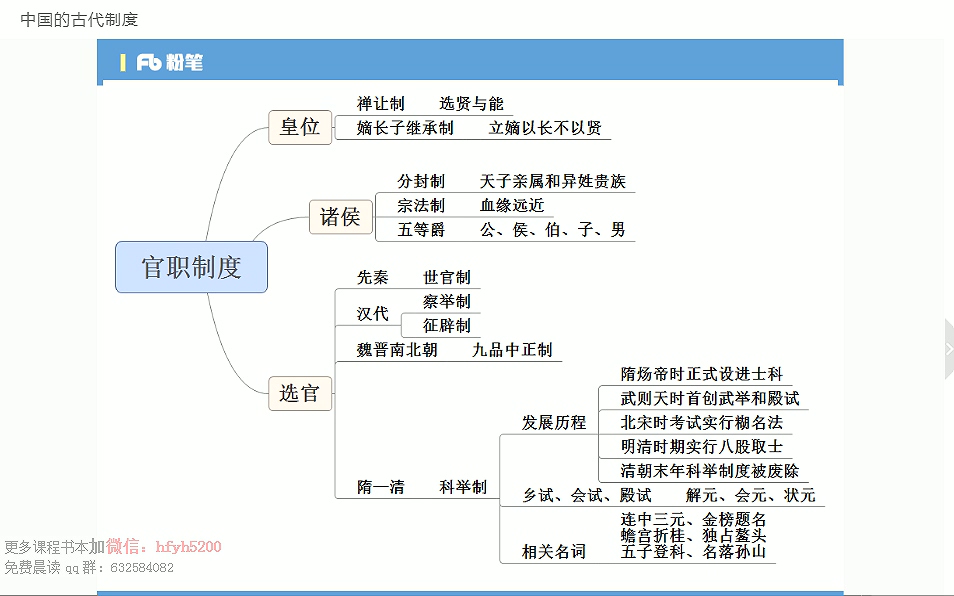 中国的古代制度
Fb 粉笔
禅让制 选贤与能
皇位
嫡长子继承制 立嫡以长不以贤
分封制 天子亲属和异姓贵族
诸侯
宗法制 血缘远近
五等爵 公、侯、伯、子、男
官职制度
先秦 世官制
汉代
察举制
征辟制
魏晋南北朝 九品中正制
选官
隋—清 科举制
发展历程
隋炀帝时正式设进士科
武则天时首创武举和殿试
北宋时考试实行糊名法
明清时期实行八股取士
清朝末年科举制度被废除
乡试、会试、殿试 解元、会元、状元
相关名词
连中三元、金榜题名
蟾宫折桂、独占鳌头
五子登科、名落孙山
更多课程书本加微信：hfyh5200
免费晨读 qq 群：632584082